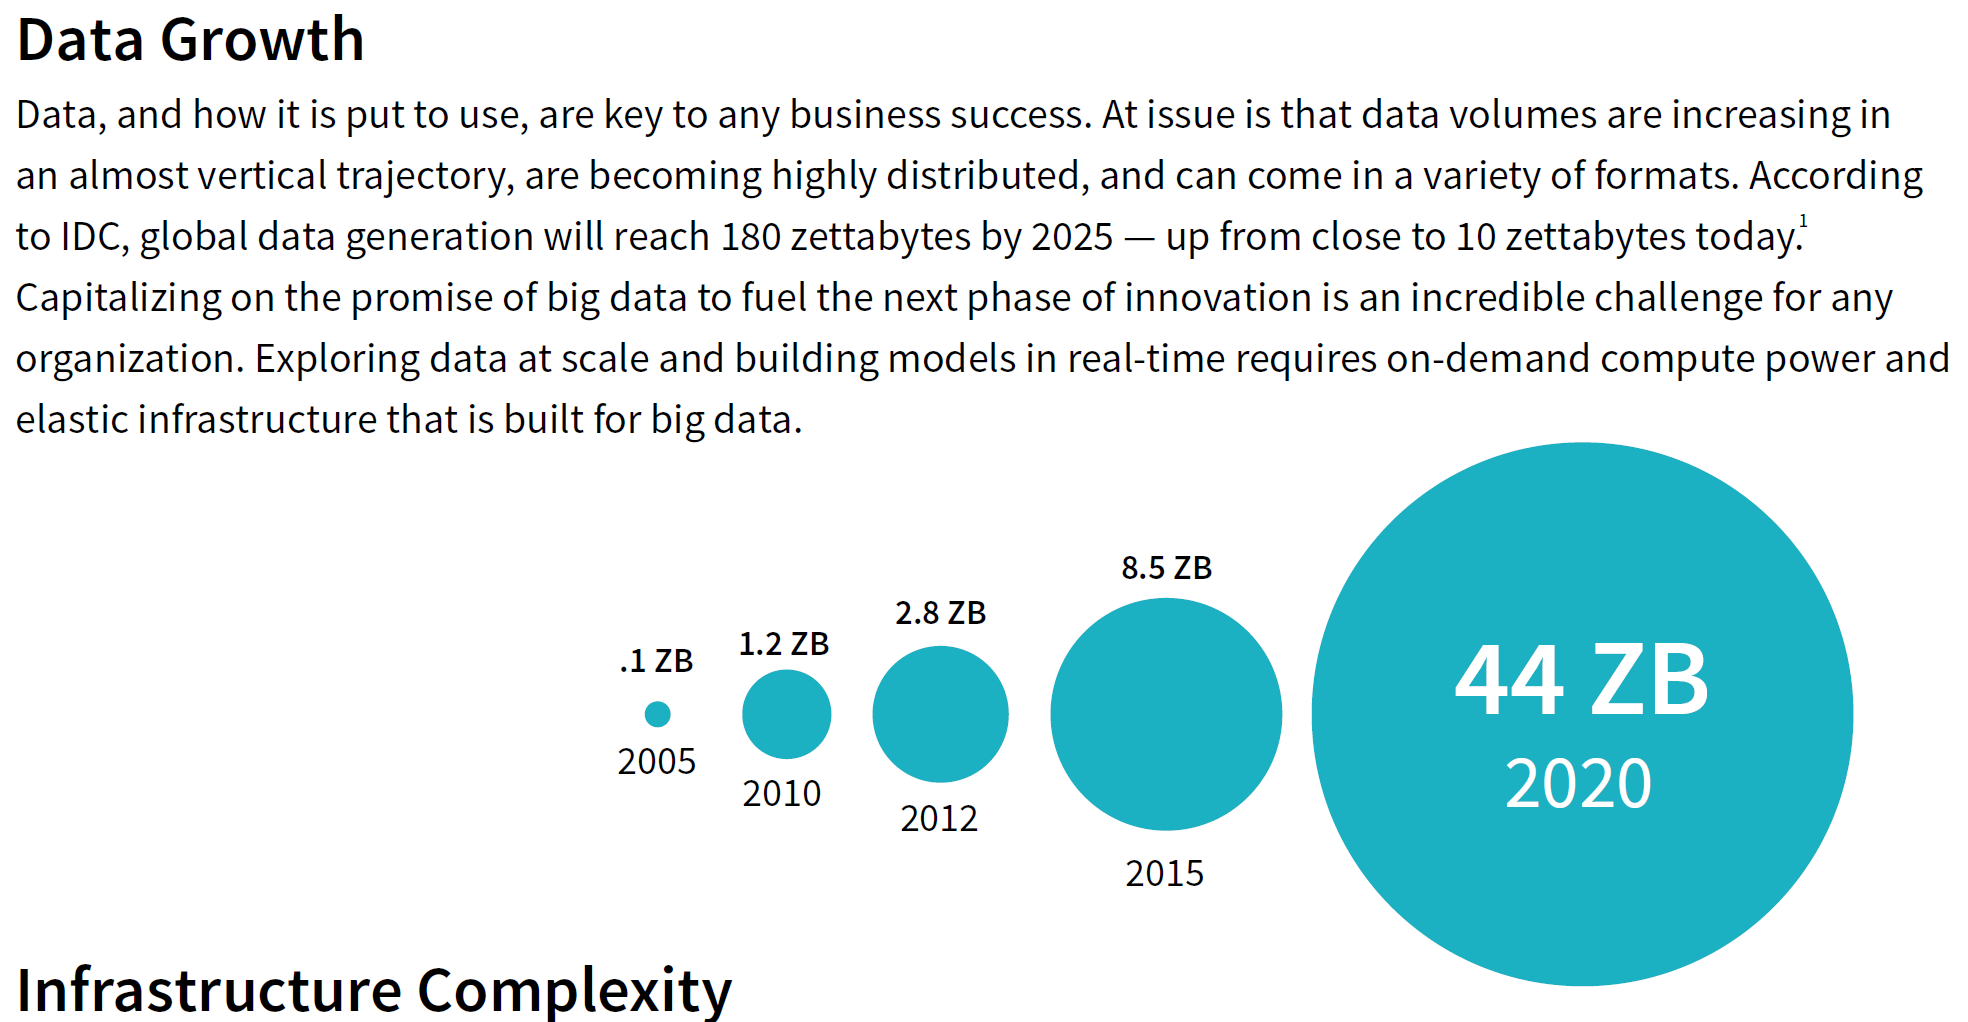 Data Growth
Data, and how it is put to use, are key to any business success. At issue is that data volumes are increasing in
an almost vertical trajectory, are becoming highly distributed, and can come in a variety of formats. According
to IDC, global data generation will reach 180 zettabytes by 2025 — up from close to 10 zettabytes today.1
Capitalizing on the promise of big data to fuel the next phase of innovation is an incredible challenge for any
organization. Exploring data at scale and building models in real-time requires on-demand compute power and
elastic infrastructure that is built for big data.
.1 ZB
2005
1.2 ZB
2010
2.8 ZB
2012
8.5 ZB
2015
44 ZB
2020
Infrastructure Complexity